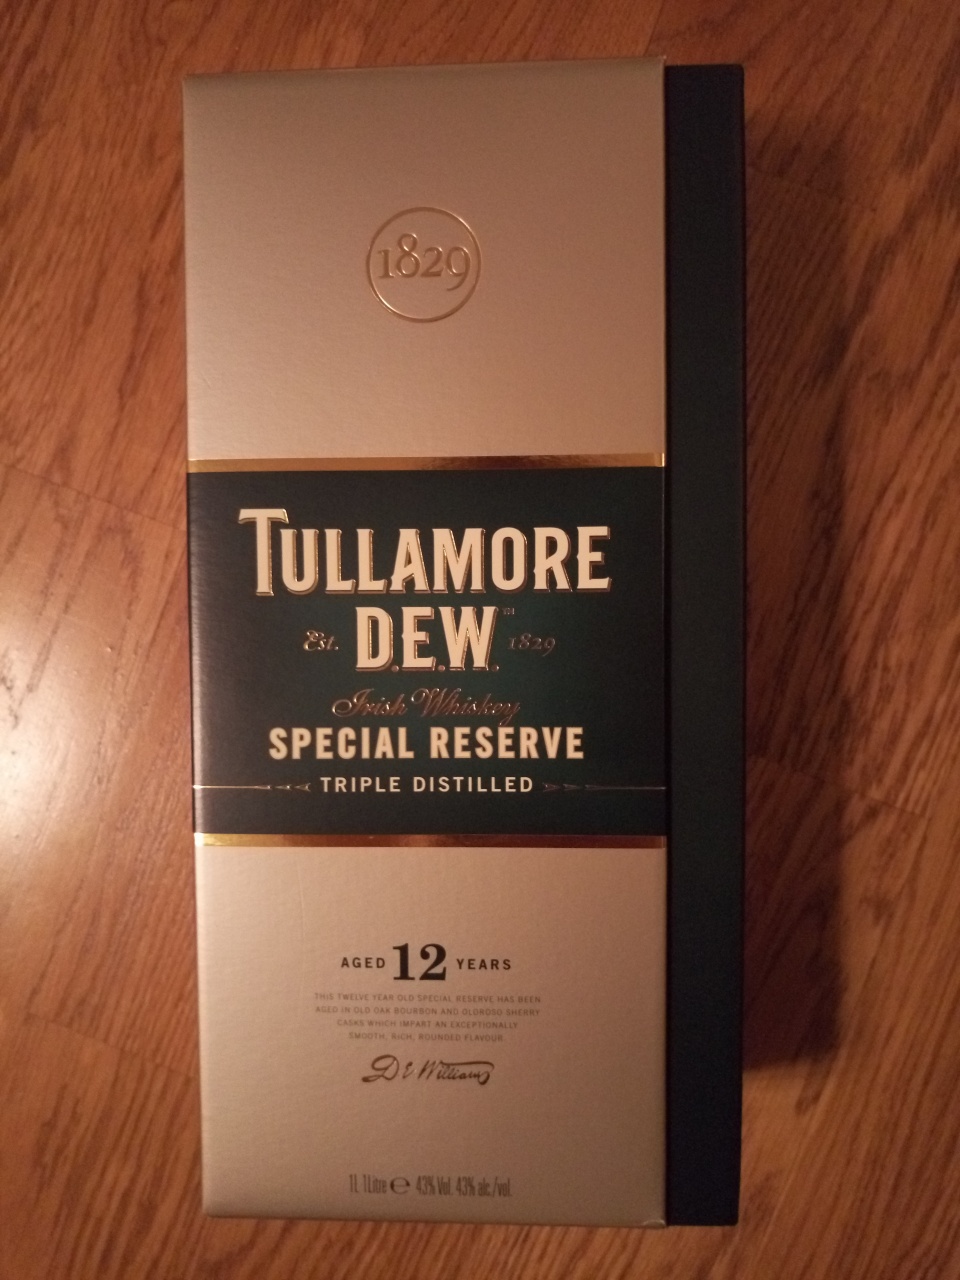 1829
TULLAMORE
D.E.W.™
Est. 1829
Irish Whiskey
SPECIAL RESERVE
TRIPLE DISTILLED
AGED 12 YEARS
THIS TWELVE YEAR OLD SPECIAL RESERVE HAS BEEN
AGED IN OLD OAK BOURBON AND OLOROSO SHERRY
CASKS WHICH IMPART AN EXCEPTIONALLY
SMOOTH, RICH, ROUNDED FLAVOUR.
D E Williams
1L 1Litre ℮ 43% Vol. 43% alc./vol.